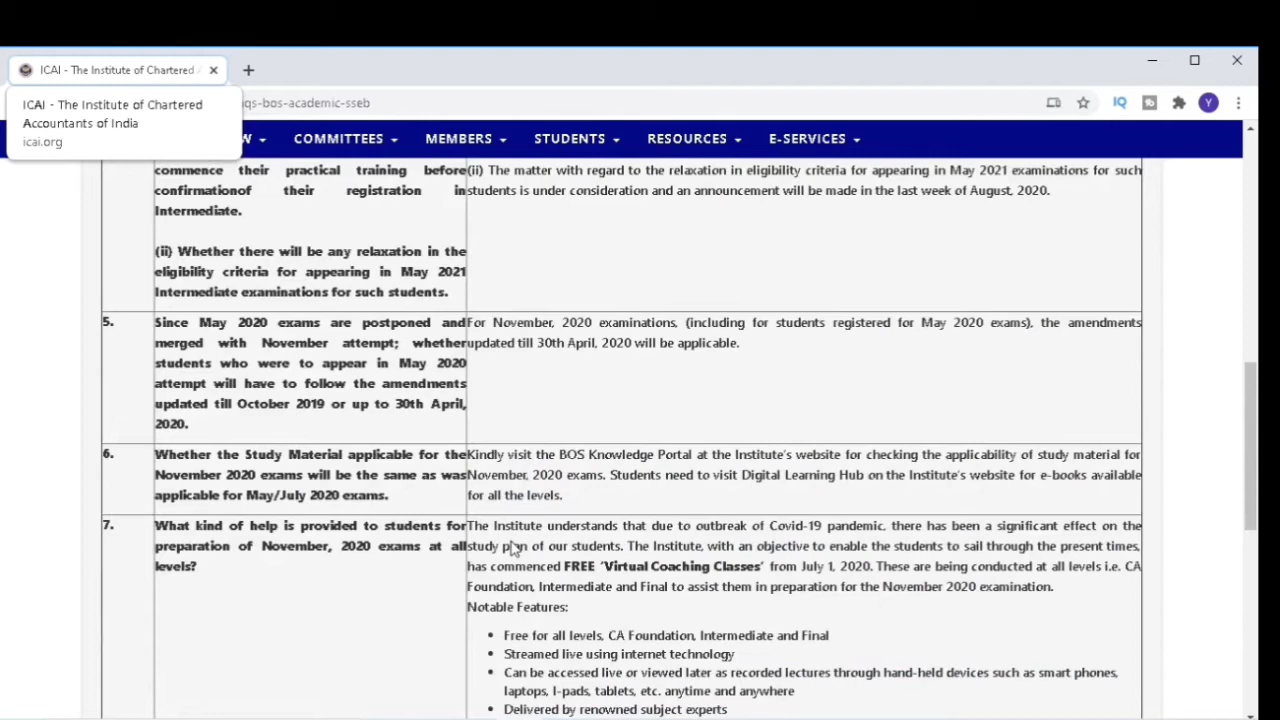 ICAI - The Institute of Chartered
ICAI - The Institute of Chartered
Accountants of India
icai.org
qs-bos-academic-sseb
IQ
Y
W
COMMITTEES
MEMBERS
STUDENTS
RESOURCES
E-SERVICES
commence their practical training before
confirmationof their registration in
Intermediate.
(ii) Whether there will be any relaxation in the
eligibility criteria for appearing in May 2021
Intermediate examinations for such students.
(ii) The matter with regard to the relaxation in eligibility criteria for appearing in May 2021 examinations for such
students is under consideration and an announcement will be made in the last week of August, 2020.
5.
Since May 2020 exams are postponed and
merged with November attempt; whether
students who were to appear in May 2020
attempt will have to follow the amendments
updated till October 2019 or up to 30th April,
2020.
For November, 2020 examinations, (including for students registered for May 2020 exams), the amendments
updated till 30th April, 2020 will be applicable.
6.
Whether the Study Material applicable for the
November 2020 exams will be the same as was
applicable for May/July 2020 exams.
Kindly visit the BOS Knowledge Portal at the Institute's website for checking the applicability of study material for
November, 2020 exams. Students need to visit Digital Learning Hub on the Institute's website for e-books available
for all the levels.
7.
What kind of help is provided to students for
preparation of November, 2020 exams at all
levels?
The Institute understands that due to outbreak of Covid-19 pandemic, there has been a significant effect on the
study plan of our students. The Institute, with an objective to enable the students to sail through the present times,
has commenced FREE 'Virtual Coaching Classes' from July 1, 2020. These are being conducted at all levels i.e. CA
Foundation, Intermediate and Final to assist them in preparation for the November 2020 examination.
Notable Features:
• Free for all levels, CA Foundation, Intermediate and Final
• Streamed live using internet technology
• Can be accessed live or viewed later as recorded lectures through hand-held devices such as smart phones,
laptops, I-pads, tablets, etc. anytime and anywhere
• Delivered by renowned subject experts